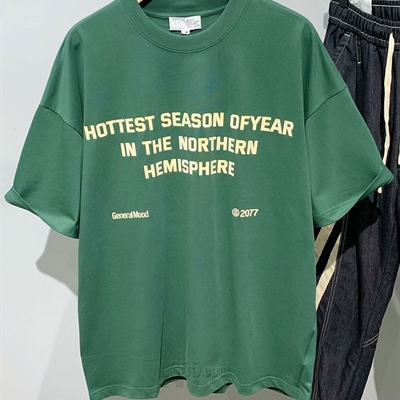 HOTTEST SEASON OFYEAR
IN THE NORTHERN
HEMISPHERE
GeneralMood
2077